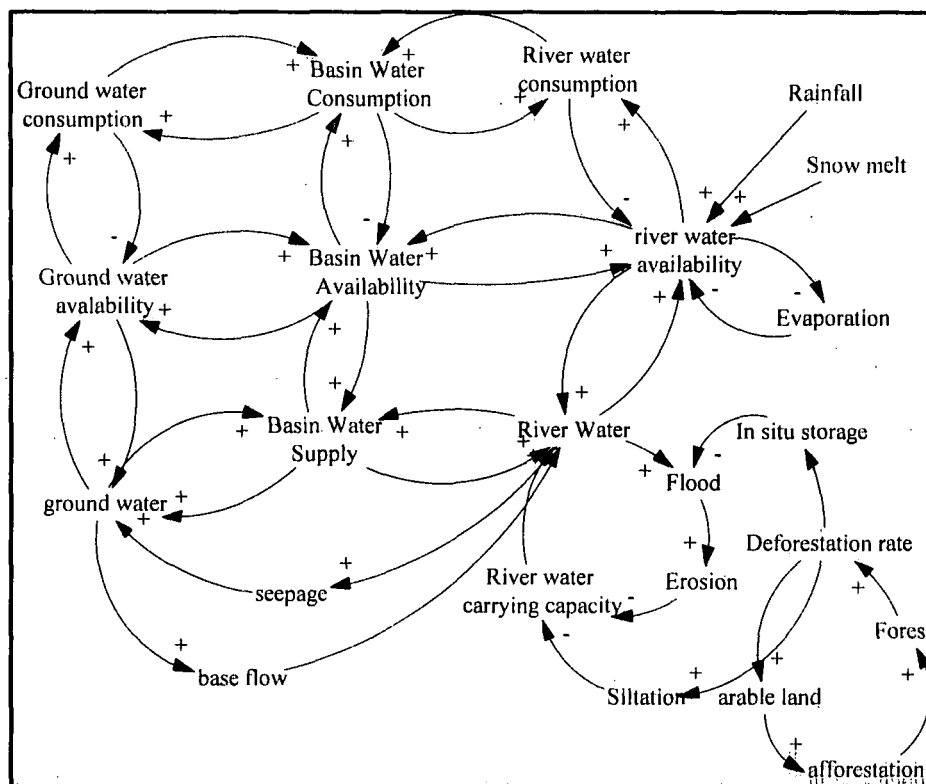 Ground water
consumption
Basin Water
Consumption
River water
consumption
Rainfall
Snow melt
Ground water
avalability
Basin Water
Availability
river water
availability
Evaporation
Basin Water
Supply
River Water
In situ storage
Flood
ground water
Deforestation rate
seepage
River water
carrying capacity
Erosion
Fores
base flow
Siltation
arable land
afforestation
+
+
+
+
+
+
+
-
-
-
+
+
+
+
+
+
+
-
-
+
+
+
+
+
+
+
+
+
+
-
+
+
+
+
+
-
-
+
+
+
+
+
+